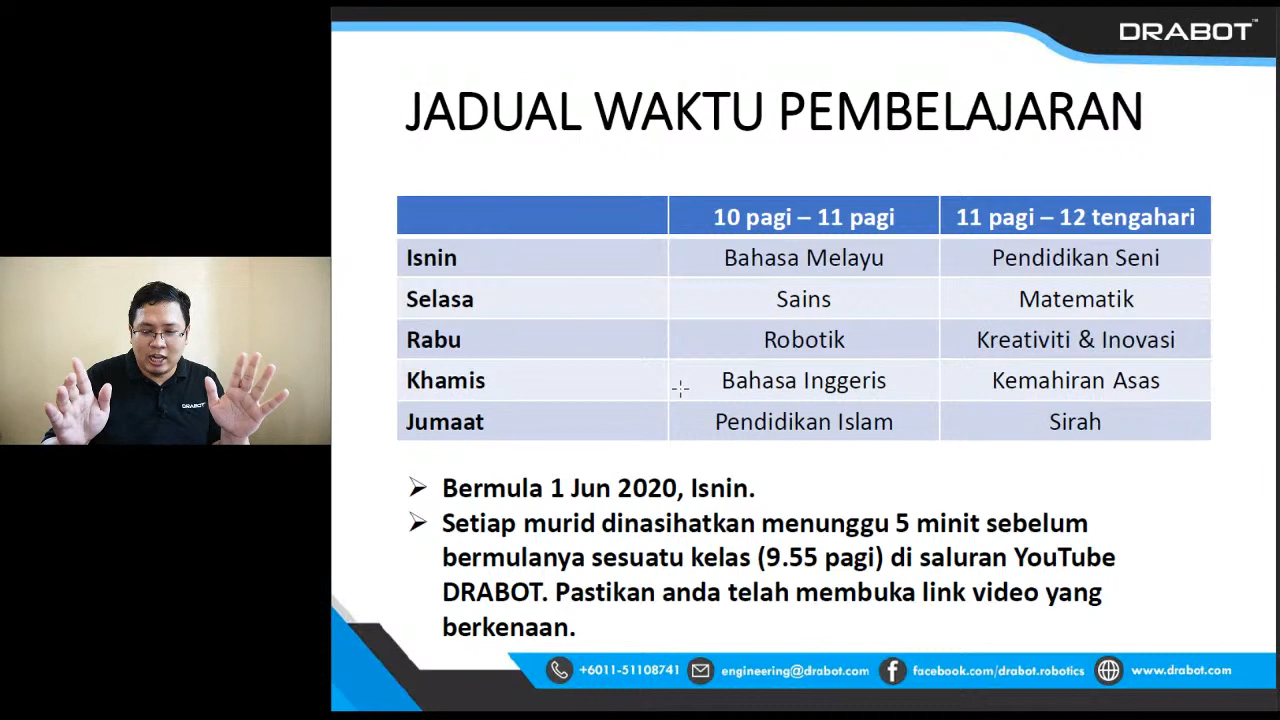 DRABOT™
JADUAL WAKTU PEMBELAJARAN
10 pagi – 11 pagi 11 pagi – 12 tengahari
Isnin Bahasa Melayu Pendidikan Seni
Selasa Sains Matematik
Rabu Robotik Kreativiti & Inovasi
Khamis Bahasa Inggeris Kemahiran Asas
Jumaat Pendidikan Islam Sirah
➢ Bermula 1 Jun 2020, Isnin.
➢ Setiap murid dinasihatkan menunggu 5 minit sebelum
bermulanya sesuatu kelas (9.55 pagi) di saluran YouTube
DRABOT. Pastikan anda telah membuka link video yang
berkenaan.
DRABOT
+6011-51108741 engineering@drabot.com facebook.com/drabot.robotics www.drabot.com